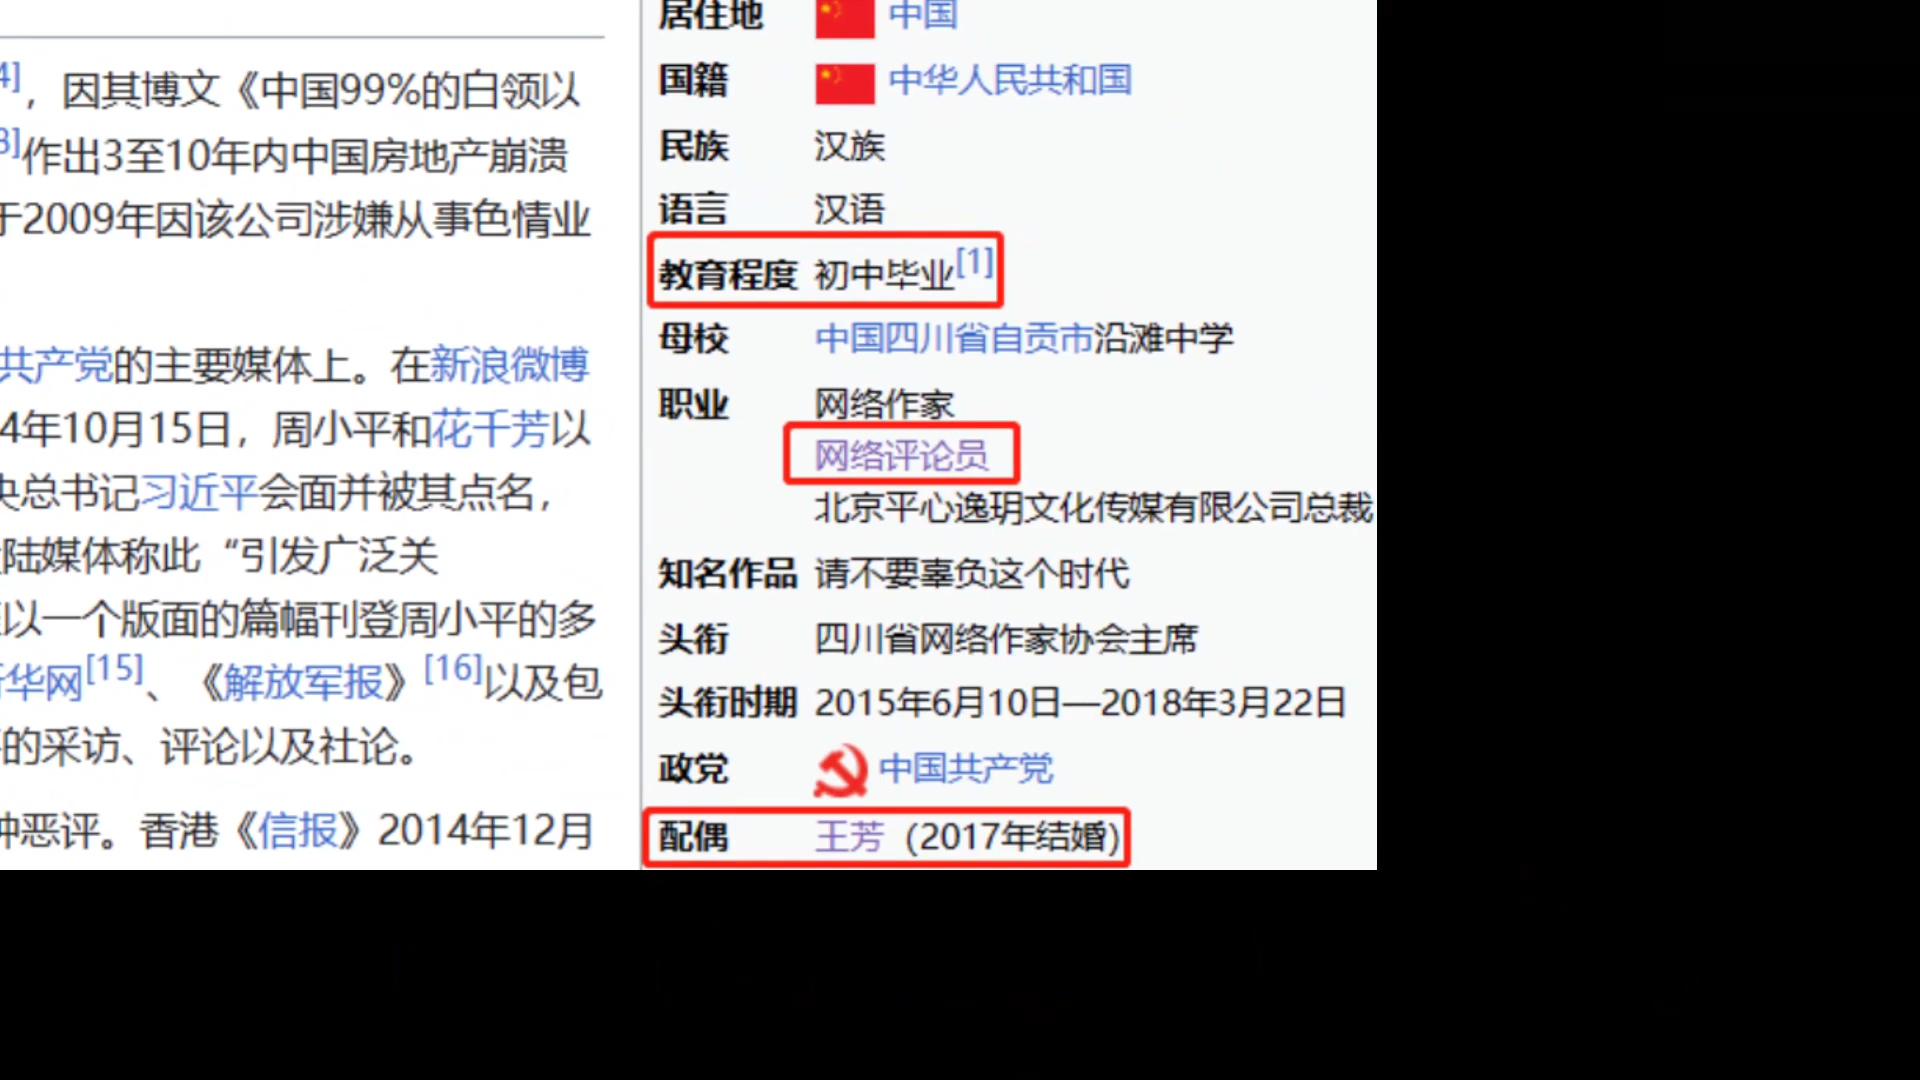 4]，因其博文《中国99%的白领以
8]作出3至10年内中国房地产崩溃
于2009年因该公司涉嫌从事色情业
共产党的主要媒体上。在新浪微博
4年10月15日，周小平和花千芳以
央总书记习近平会面并被其点名，
陆媒体称此“引发广泛关
以一个版面的篇幅刊登周小平的多
新华网[15]、《解放军报》[16]以及包
的采访、评论以及社论。
种恶评。香港《信报》2014年12月
居住地 中国
国籍 中华人民共和国
民族 汉族
语言 汉语
教育程度 初中毕业[1]
母校 中国四川省自贡市沿滩中学
职业 网络作家
网络评论员
北京平心逸玥文化传媒有限公司总裁
知名作品 请不要辜负这个时代
头衔 四川省网络作家协会主席
头衔时期 2015年6月10日—2018年3月22日
政党 中国共产党
配偶 王芳（2017年结婚）